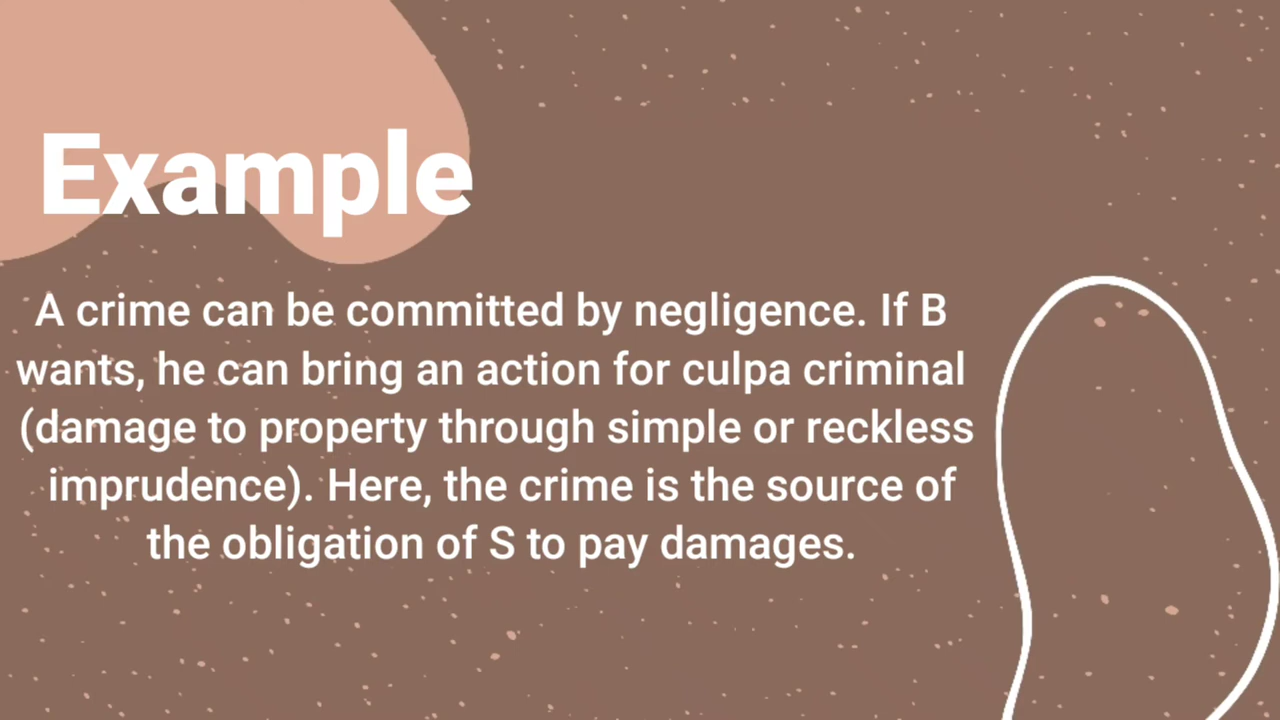 Example
A crime can be committed by negligence. If B
wants, he can bring an action for culpa criminal
(damage to property through simple or reckless
imprudence). Here, the crime is the source of
the obligation of S to pay damages.